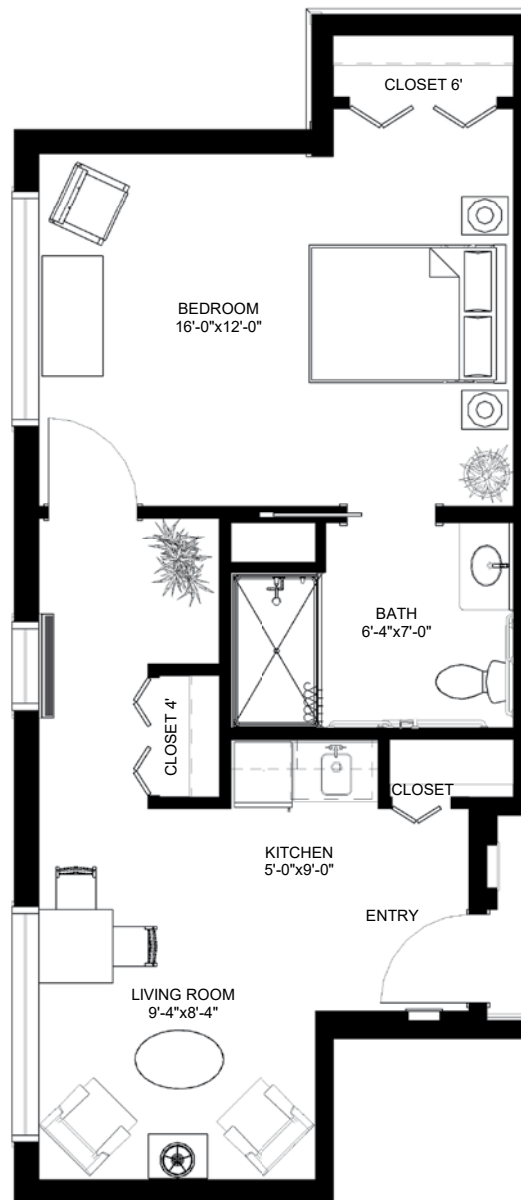 CLOSET 6'
BEDROOM
16'-0"x12'-0"
BATH
6'-4"x7'-0"
CLOSET 4'
CLOSET
KITCHEN
5'-0"x9'-0"
ENTRY
LIVING ROOM
9'-4"x8'-4"